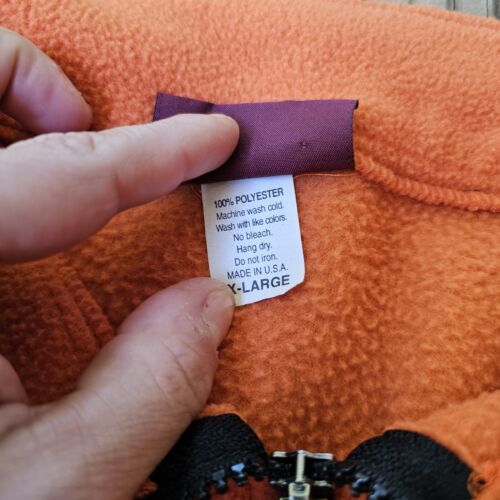 100% POLYESTER
Machine wash cold.
Wash with like colors.
No bleach.
Hang dry.
Do not iron.
MADE IN U.S.A.
X-LARGE